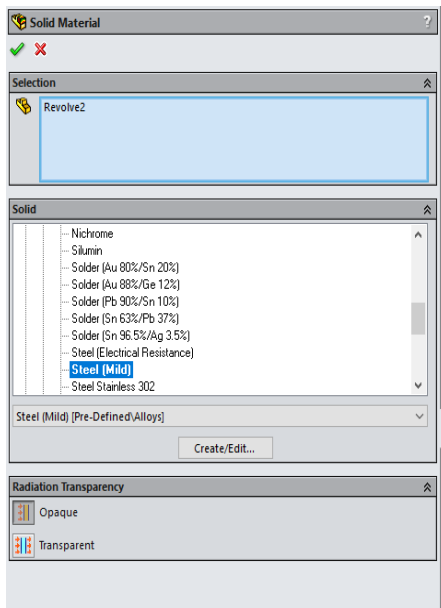 Solid Material
?
Selection
Revolve2
Solid
Nichrome
Silumin
Solder (Au 80%/Sn 20%)
Solder (Au 88%/Ge 12%)
Solder (Pb 90%/Sn 10%)
Solder (Sn 63%/Pb 37%)
Solder (Sn 96.5%/Ag 3.5%)
Steel (Electrical Resistance)
Steel (Mild)
Steel Stainless 302
Steel (Mild) [Pre-Defined\Alloys]
Create/Edit...
Radiation Transparency
Opaque
Transparent